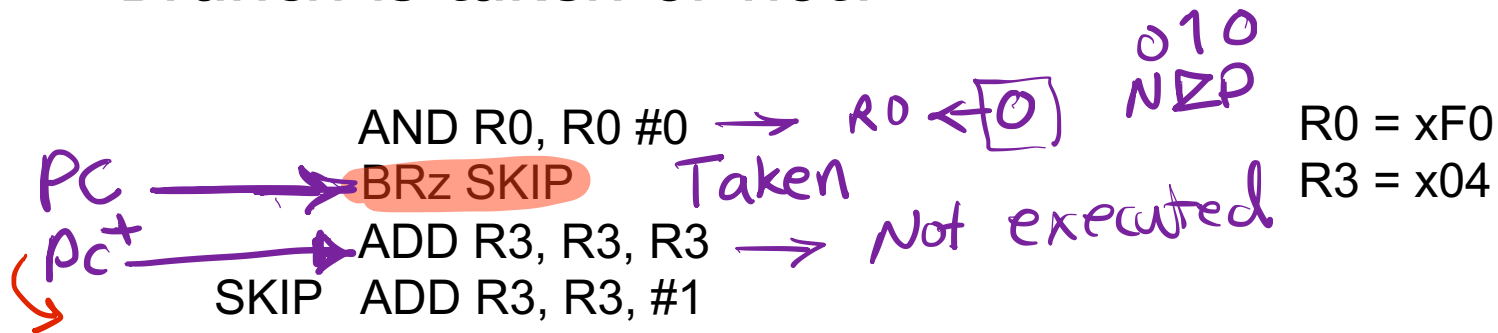 010
NZP
AND R0, R0 #0 → R0 ← 0
R0 = xF0
PC → BRz SKIP Taken
R3 = x04
PC+ → ADD R3, R3, R3 → Not executed
SKIP ADD R3, R3, #1